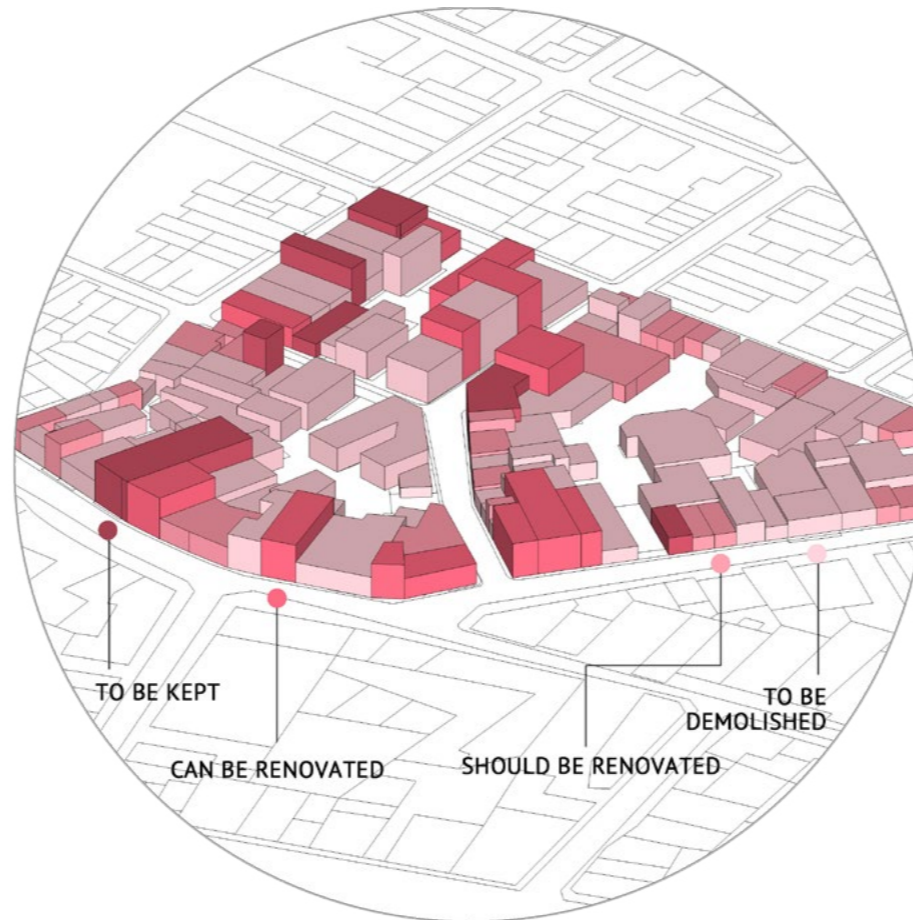 TO BE KEPT
TO BE
DEMOLISHED
CAN BE RENOVATED
SHOULD BE RENOVATED